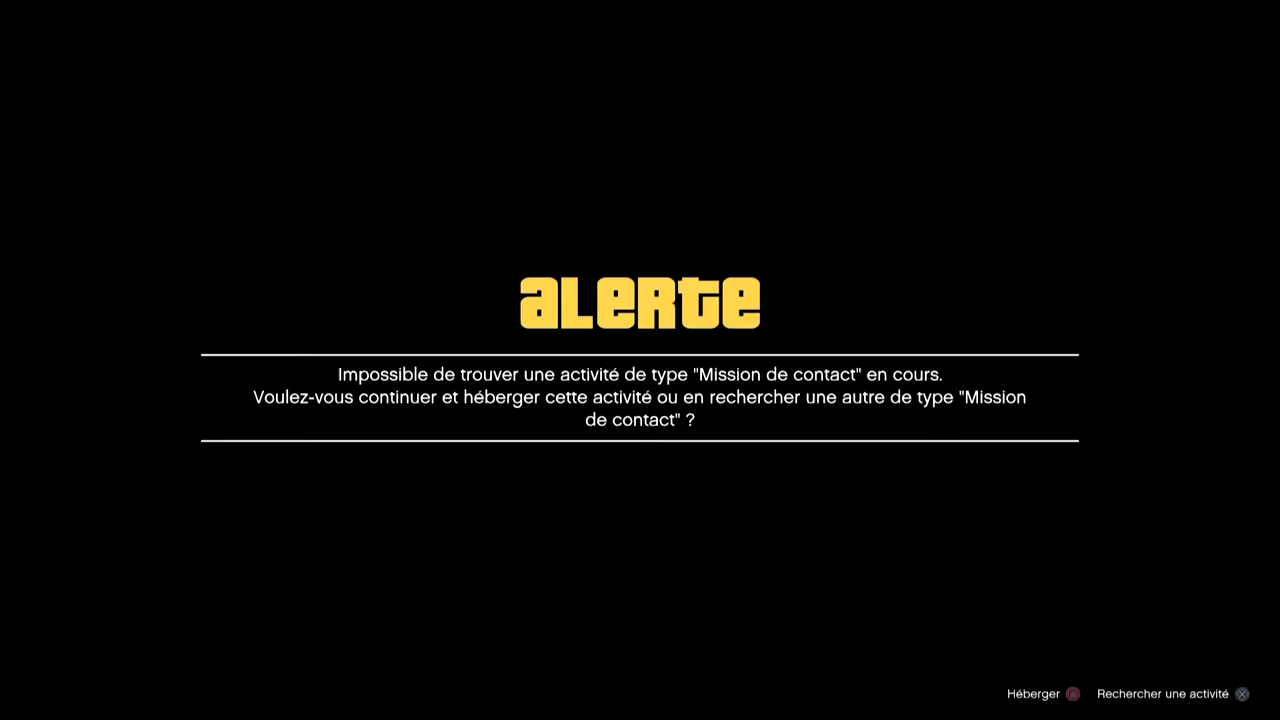 ALERTE
Impossible de trouver une activité de type "Mission de contact" en cours.
Voulez-vous continuer et héberger cette activité ou en rechercher une autre de type "Mission
de contact" ?
Héberger Rechercher une activité